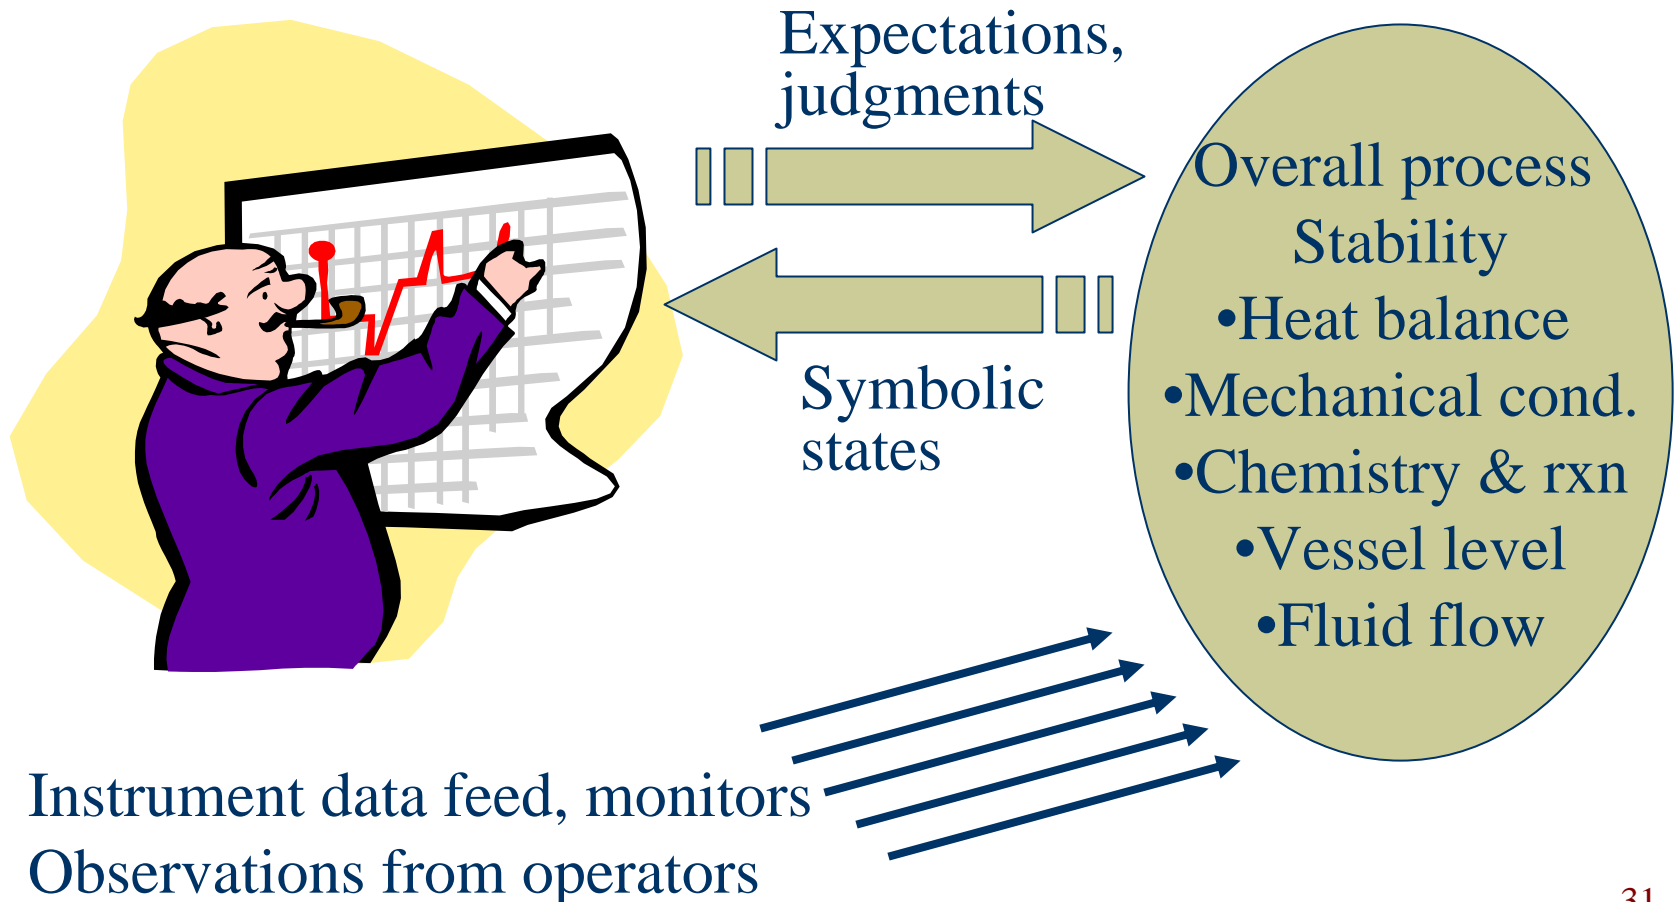 Expectations,
judgments
Overall process
Stability
•Heat balance
•Mechanical cond.
•Chemistry & rxn
•Vessel level
•Fluid flow
Symbolic
states
Instrument data feed, monitors
Observations from operators
31